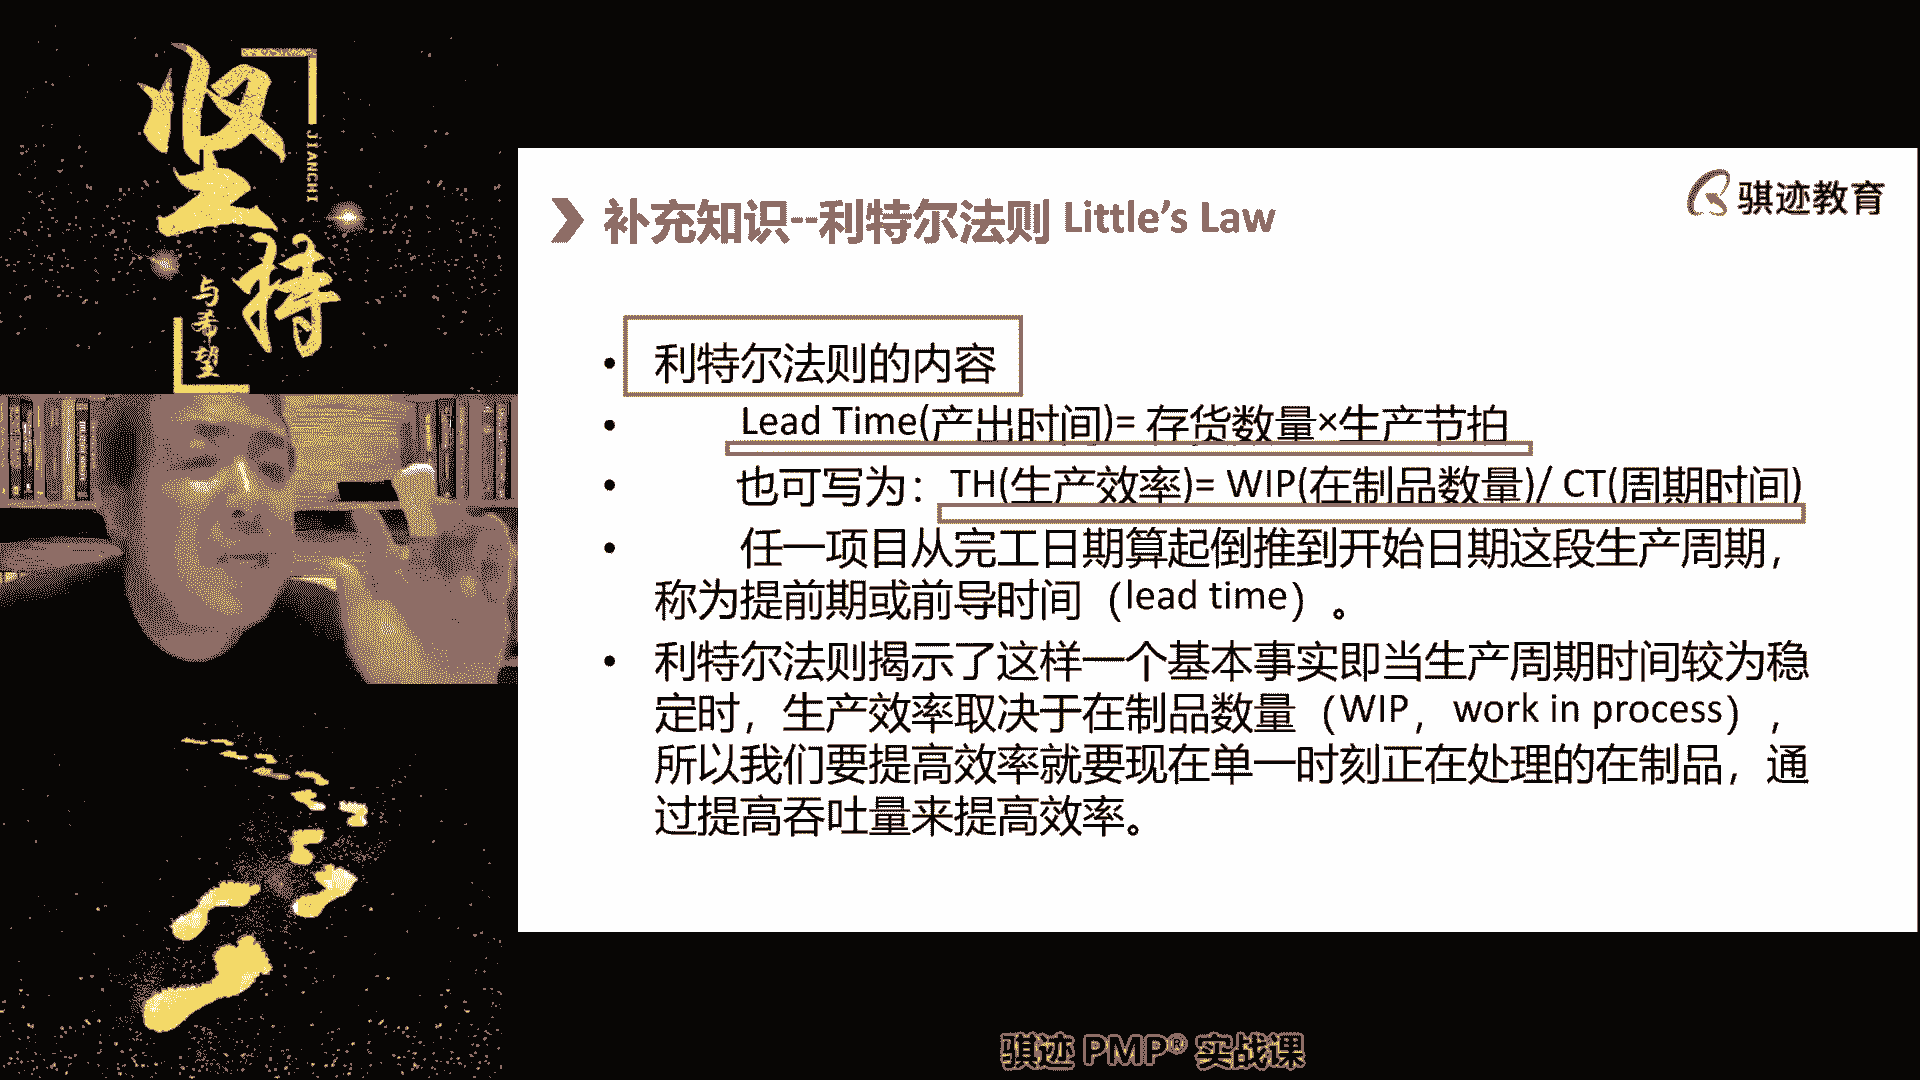 坚持
JIANCHI
与希望
骐迹教育
补充知识--利特尔法则 Little’s Law
• 利特尔法则的内容
• Lead Time(产出时间)= 存货数量×生产节拍
• 也可写为：TH(生产效率)= WIP(在制品数量)/ CT(周期时间)
• 任一项目从完工日期算起倒推到开始日期这段生产周期，
称为提前期或前导时间（lead time）。
• 利特尔法则揭示了这样一个基本事实即当生产周期时间较为稳
定时，生产效率取决于在制品数量（WIP，work in process），
所以我们要提高效率就要现在单一时刻正在处理的在制品，通
过提高吞吐量来提高效率。
骐迹 PMP® 实战课